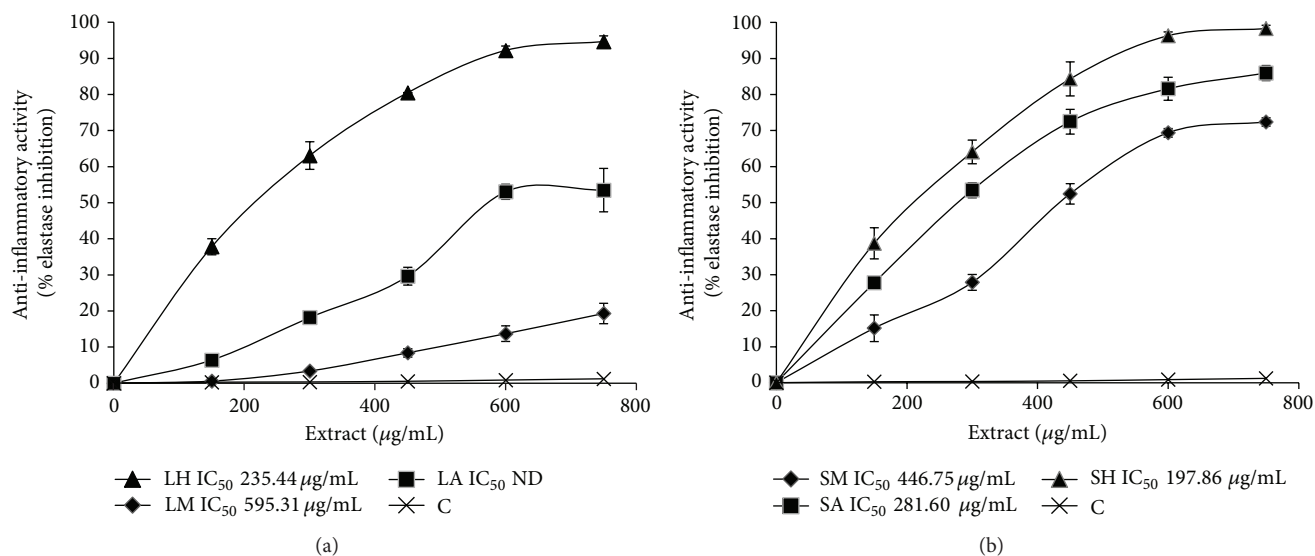 Anti-inflammatory activity
(% elastase inhibition)
100
90
80
70
60
50
40
30
20
10
0
0 200 400 600 800
Extract (μg/mL)
LH IC50 235.44 μg/mL LA IC50 ND
LM IC50 595.31 μg/mL C
(a)
Anti-inflammatory activity
(% elastase inhibition)
100
90
80
70
60
50
40
30
20
10
0
0 200 400 600 800
Extract (μg/mL)
SM IC50 446.75 μg/mL SH IC50 197.86 μg/mL
SA IC50 281.60 μg/mL C
(b)